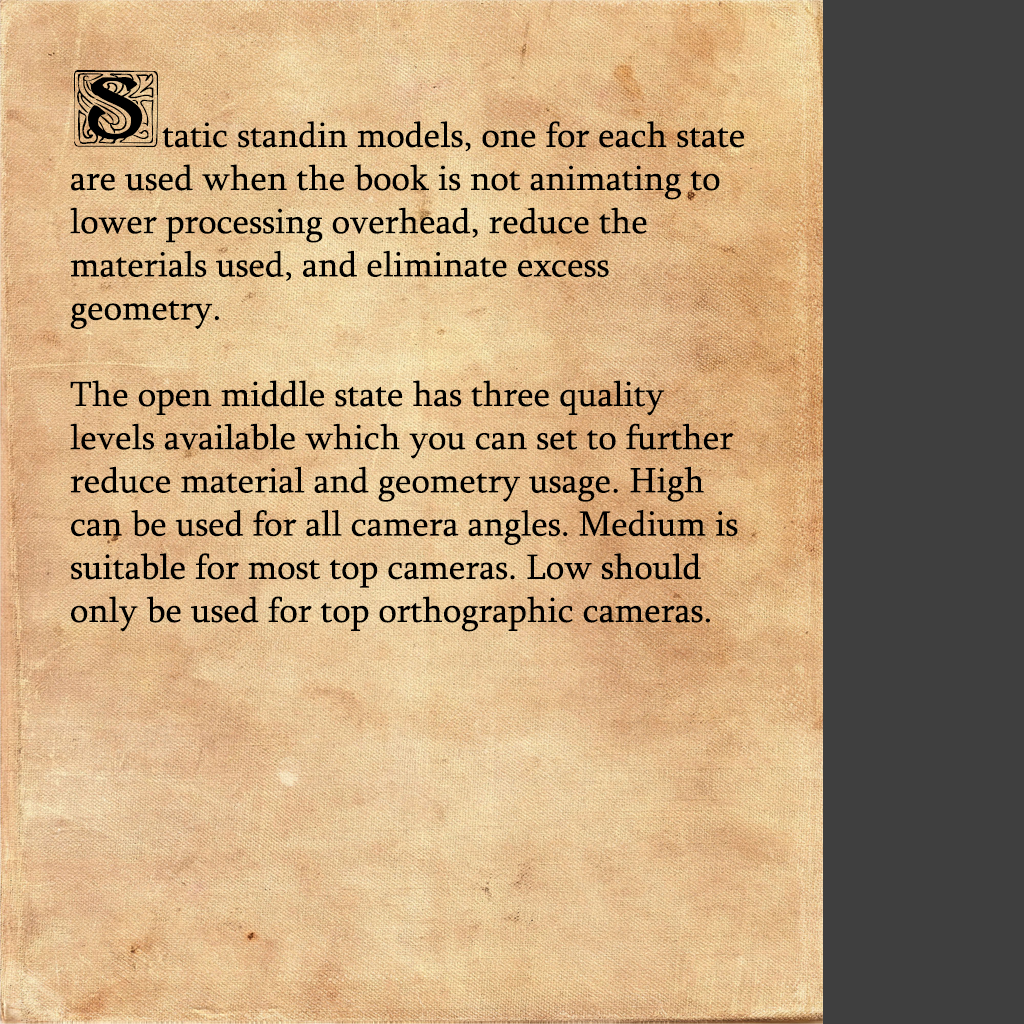 Static standin models, one for each state
are used when the book is not animating to
lower processing overhead, reduce the
materials used, and eliminate excess
geometry.
The open middle state has three quality
levels available which you can set to further
reduce material and geometry usage. High
can be used for all camera angles. Medium is
suitable for most top cameras. Low should
only be used for top orthographic cameras.